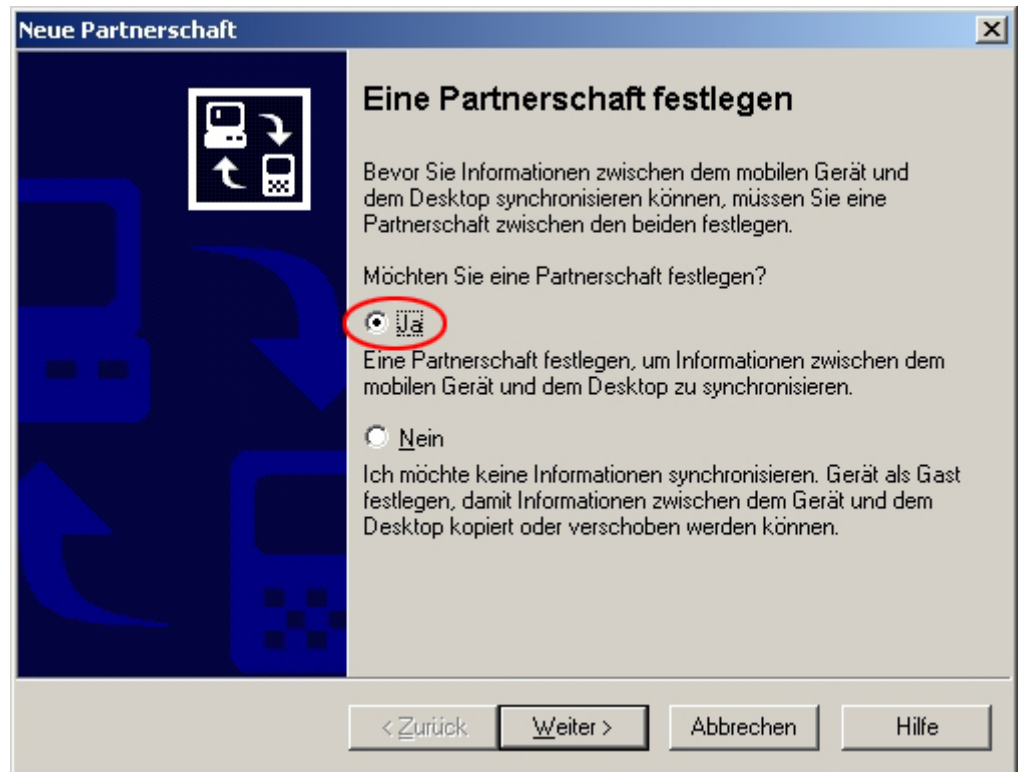 Neue Partnerschaft
Eine Partnerschaft festlegen
Bevor Sie Informationen zwischen dem mobilen Gerät und
dem Desktop synchronisieren können, müssen Sie eine
Partnerschaft zwischen den beiden festlegen.
Möchten Sie eine Partnerschaft festlegen?
Ja
Eine Partnerschaft festlegen, um Informationen zwischen dem
mobilen Gerät und dem Desktop zu synchronisieren.
Nein
Ich möchte keine Informationen synchronisieren. Gerät als Gast
festlegen, damit Informationen zwischen dem Gerät und dem
Desktop kopiert oder verschoben werden können.
< Zurück Weiter > Abbrechen Hilfe